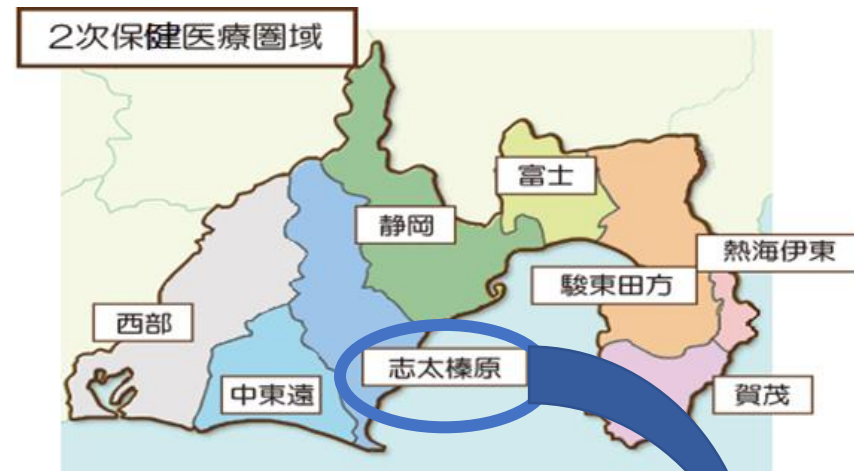 2次保健医療圏域
富士
静岡
熱海伊東
駿東田方
西部
志太榛原
中東遠
賀茂